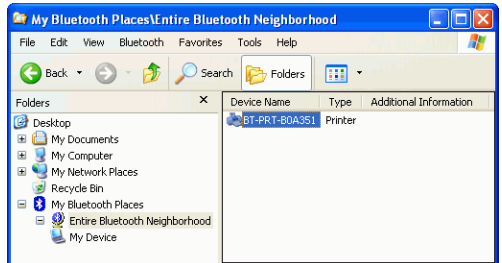 My Bluetooth Places\Entire Bluetooth Neighborhood
File Edit View Bluetooth Favorites Tools Help
Back Search Folders
Folders
Desktop
My Documents
My Computer
My Network Places
Recycle Bin
My Bluetooth Places
Entire Bluetooth Neighborhood
My Device
Device Name Type Additional Information
BT-PRT-B0A351 Printer